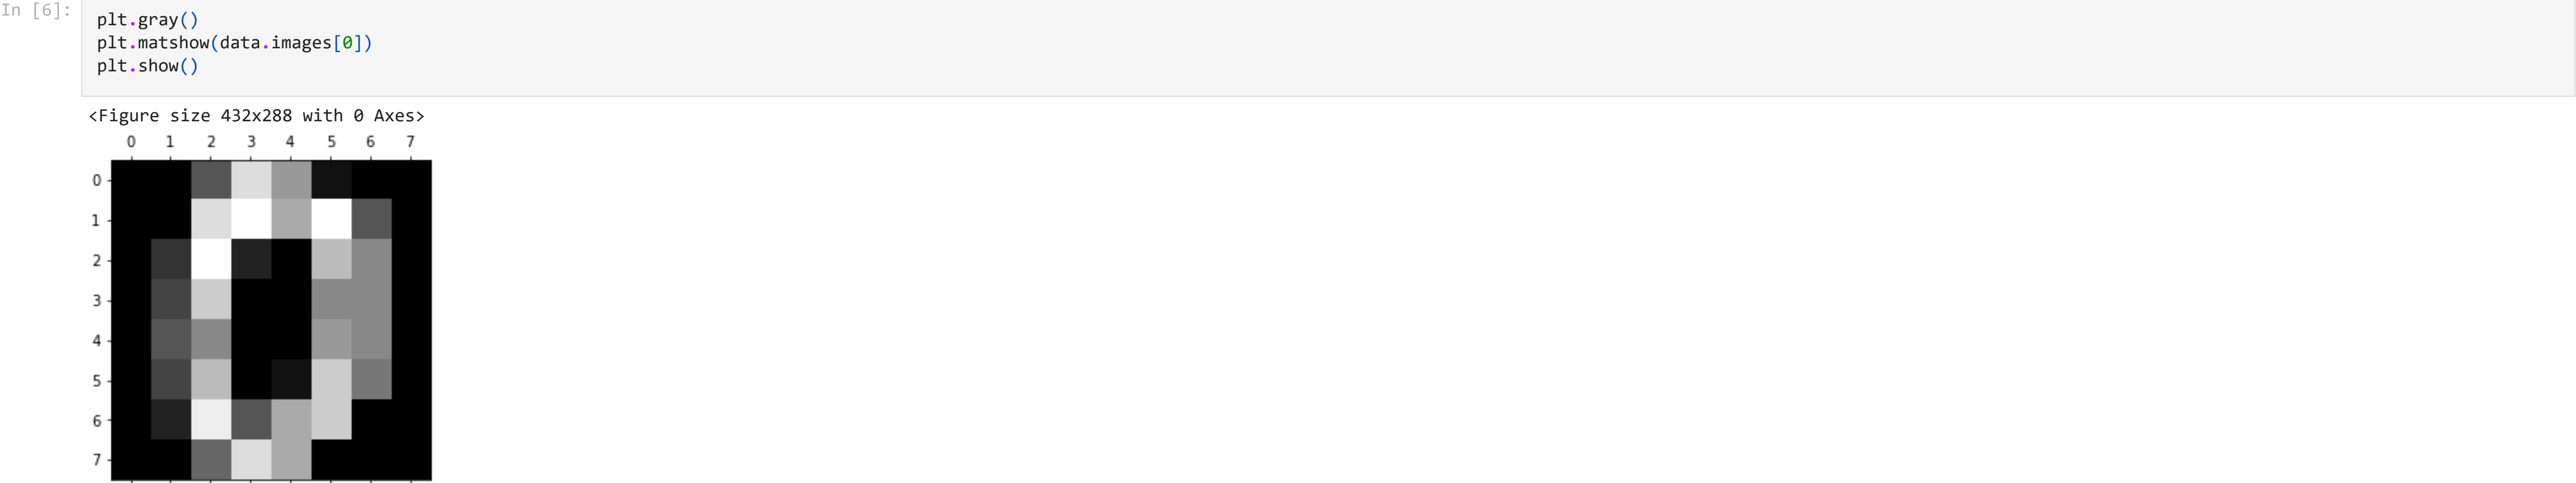 In [6]:
plt.gray()
plt.matshow(data.images[0])
plt.show()
<Figure size 432x288 with 0 Axes>
0 1 2 3 4 5 6 7
0
1
2
3
4
5
6
7